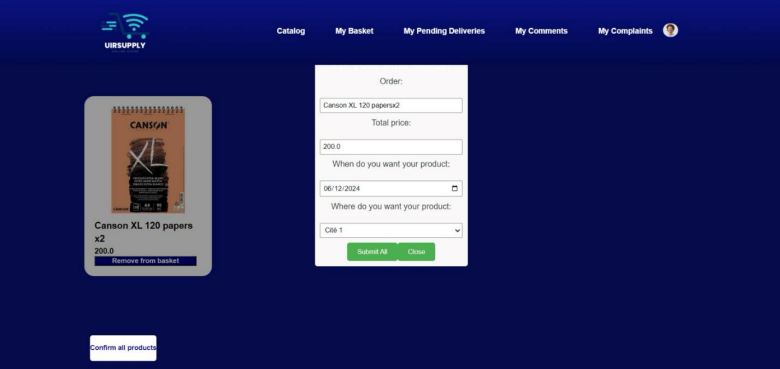 UIRSUPPLY
Catalog
My Basket
My Pending Deliveries
My Comments
My Complaints
CANSON
XL
Canson XL 120 papers
x2
200.0
Remove from basket
Confirm all products
Order:
Canson XL 120 papersx2
Total price:
200.0
When do you want your product:
06/12/2024
Where do you want your product:
Cité 1
Submit All
Close